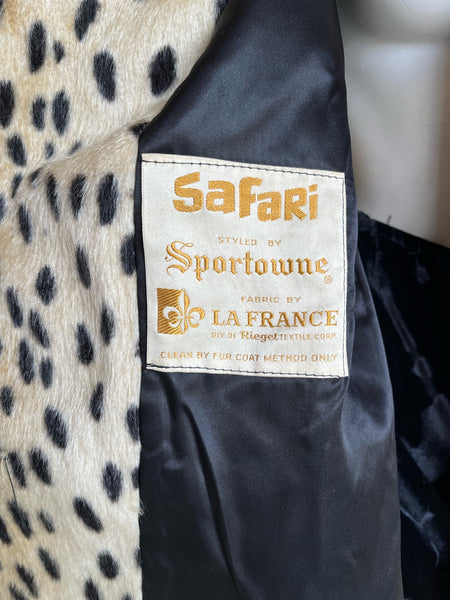 Safari
STYLED BY
Sportowne®
FABRIC BY
LA FRANCE
DIV. OF Riegel TEXTILE CORP.
CLEAN BY FUR COAT METHOD ONLY